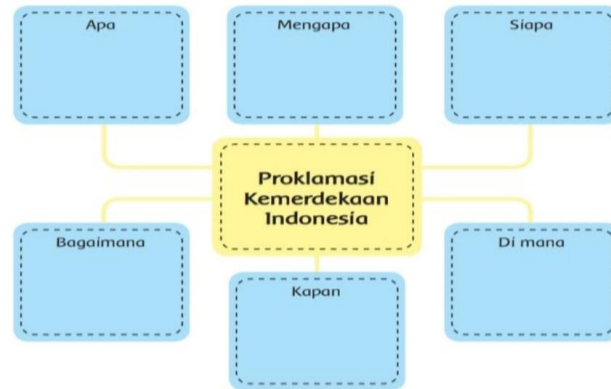 Apa
Mengapa
Siapa
Proklamasi
Kemerdekaan
Indonesia
Bagaimana
Kapan
Di mana